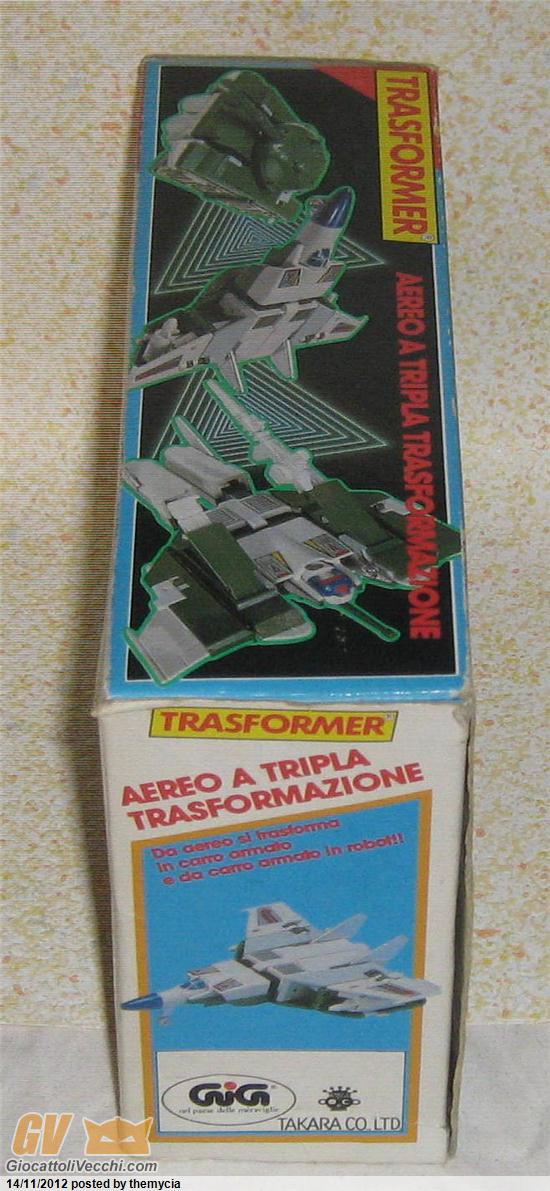 TRASFORMER®
AEREO A TRIPLA TRASFORMAZIONE
TRASFORMER®
AEREO A TRIPLA
TRASFORMAZIONE
Da aereo si trasforma
in carro armato
e da carro armato in robot!!
GiG®
nel paese delle meraviglie
TAKARA CO., LTD
GV
GiocattoliVecchi.com
14/11/2012 posted by themycia